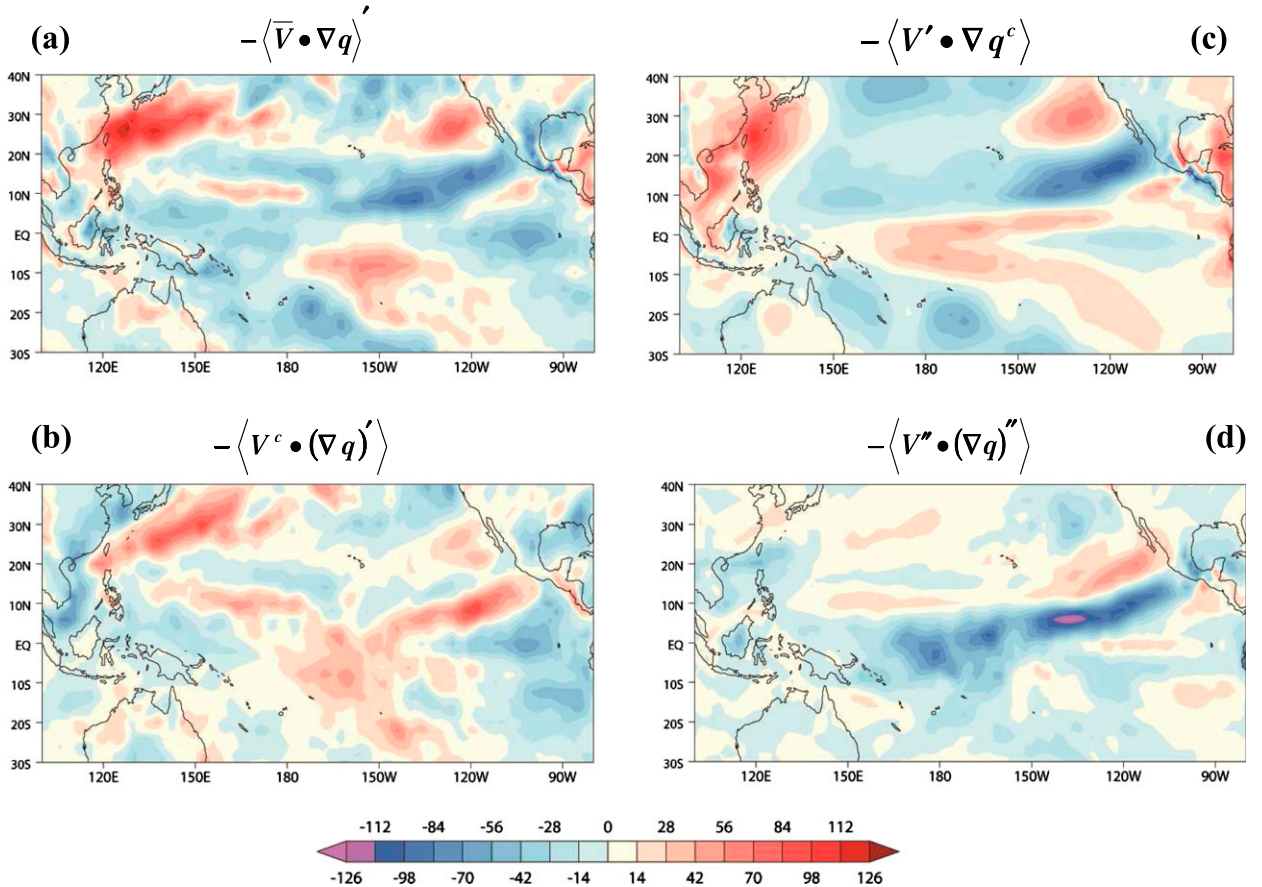 (a) −⟨V̅ • ∇q⟩′
−⟨V′ • ∇q^c⟩ (c)
40N
30N
20N
10N
EQ
10S
20S
30S
120E 150E 180 150W 120W 90W
40N
30N
20N
10N
EQ
10S
20S
30S
120E 150E 180 150W 120W 90W
(b) −⟨V^c • (∇q)′⟩
−⟨V″ • (∇q)″⟩ (d)
40N
30N
20N
10N
EQ
10S
20S
30S
120E 150E 180 150W 120W 90W
40N
30N
20N
10N
EQ
10S
20S
30S
120E 150E 180 150W 120W 90W
-112 -84 -56 -28 0 28 56 84 112
-126 -98 -70 -42 -14 14 42 70 98 126